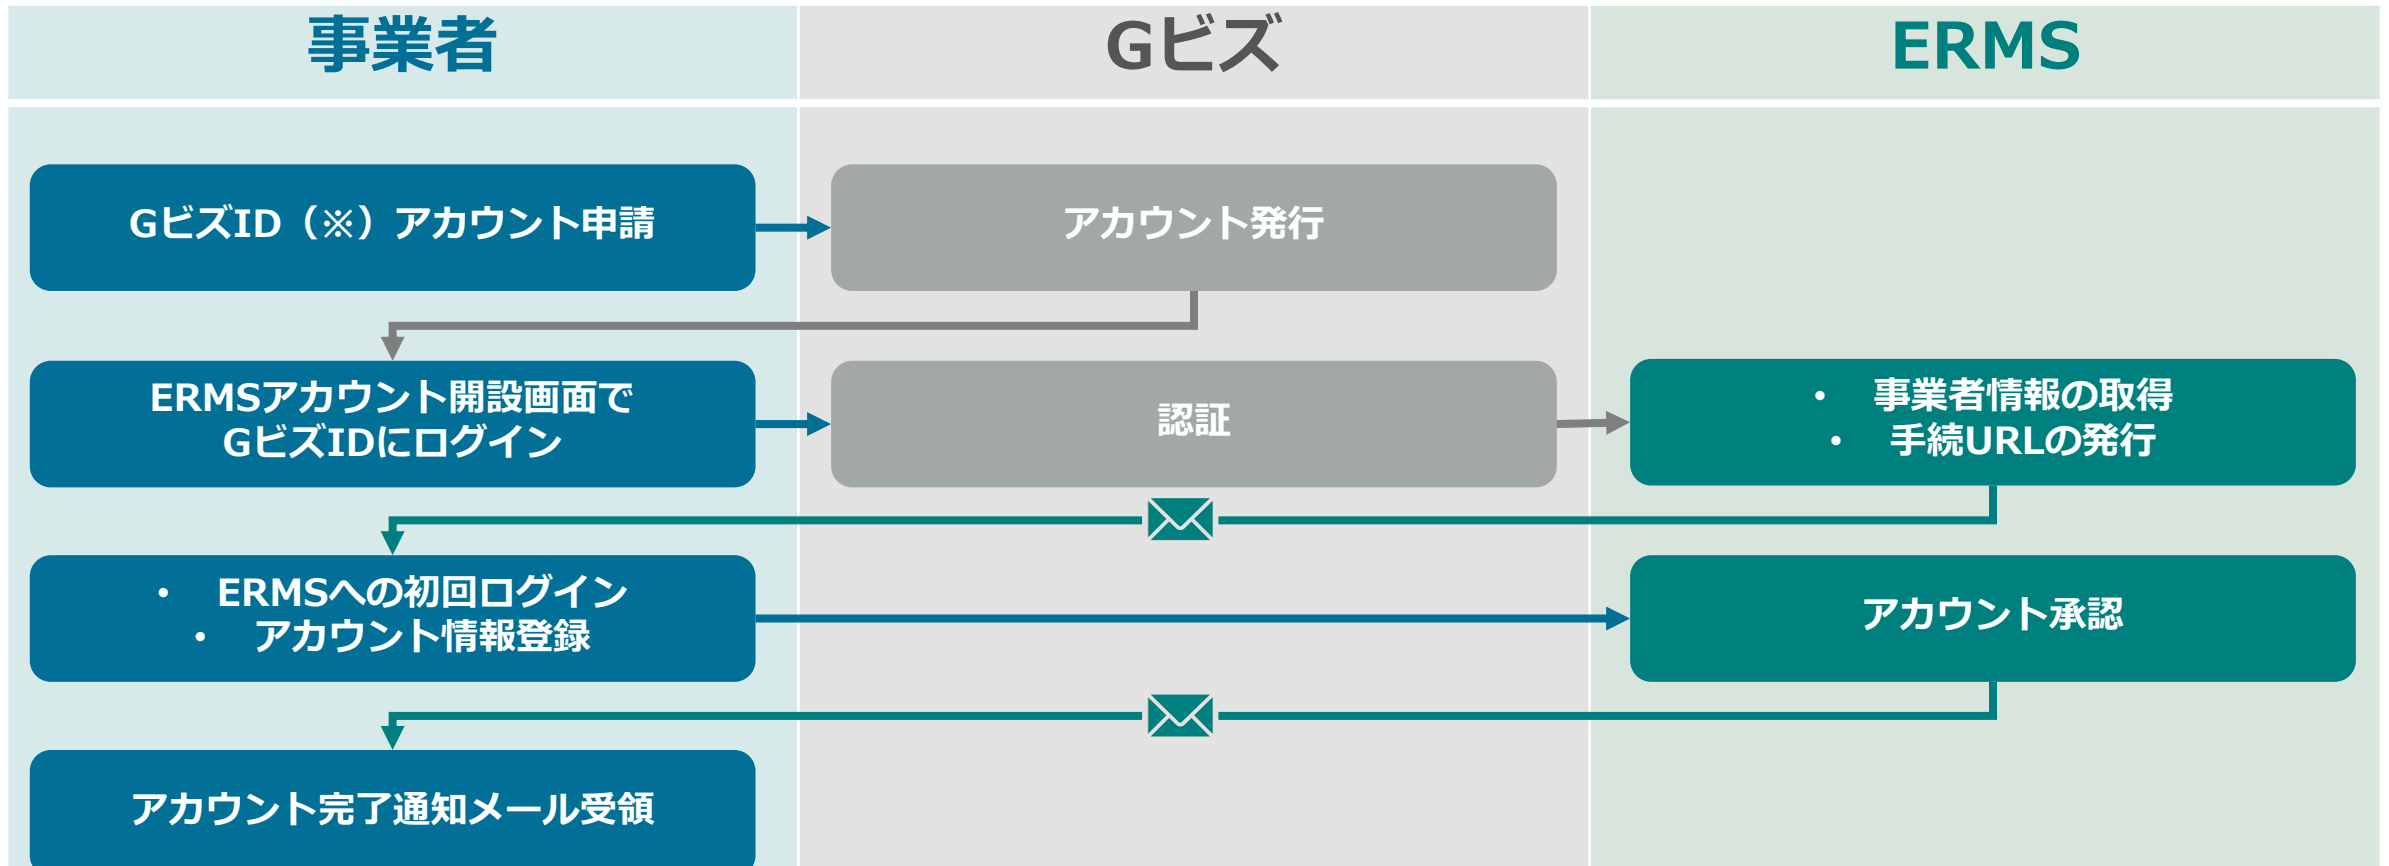 事業者
Gビズ
ERMS
GビズID（※）アカウント申請
アカウント発行
ERMSアカウント開設画面で
GビズIDにログイン
認証
• 事業者情報の取得
• 手続URLの発行
• ERMSへの初回ログイン
• アカウント情報登録
アカウント承認
アカウント完了通知メール受領